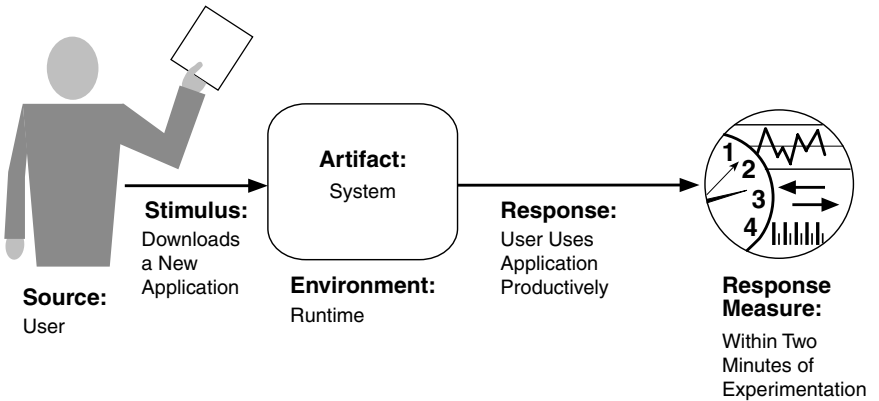 Source:
User
Stimulus:
Downloads
a New
Application
Artifact:
System
Environment:
Runtime
Response:
User Uses
Application
Productively
1
2
3
4
Response
Measure:
Within Two
Minutes of
Experimentation